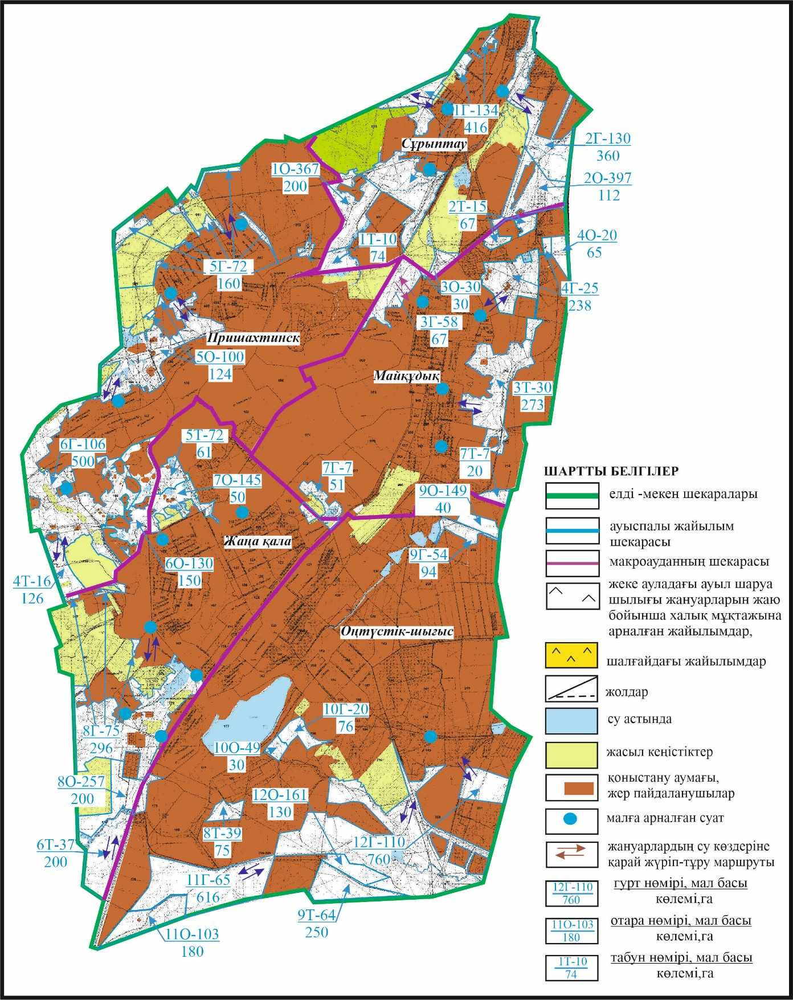 1Г-134
416
Сұрыптау
2Г-130
360
1О-367
200
2О-397
112
2Т-15
67
1Т-10
74
4О-20
65
5Г-72
160
3О-30
30
4Г-25
238
3Г-58
67
Пришахтинск
5О-100
124
Майқұдық
3Т-30
273
5Т-72
61
6Г-106
500
7Т-7
20
7Г-7
51
7О-145
50
9О-149
40
Жаңа қала
9Г-54
94
6О-130
150
4Т-16
126
Оңтүстік-шығыс
10Г-20
76
8Г-75
296
10О-49
30
8О-257
200
12О-161
130
8Т-39
75
12Г-110
760
6Т-37
200
11Г-65
616
9Т-64
250
11О-103
180
ШАРТТЫ БЕЛГІЛЕР
елді -мекен шекаралары
ауыспалы жайылым
шекарасы
макроауданның шекарасы
жеке ауладағы ауыл шаруа
шылығы жануарларын жаю
бойынша халық мұқтажына
арналған жайылымдар,
шалғайдағы жайылымдар
жолдар
су астында
жасыл кеңістіктер
қоныстану аумағы,
жер пайдаланушылар
малға арналған суат
жануарлардың су көздеріне
қарай жүріп-тұру маршруты
12Г-110
760
гурт нөмірі, мал басы
көлемі,га
11О-103
180
отара нөмірі, мал басы
көлемі,га
1Т-10
74
табун нөмірі, мал басы
көлемі,га